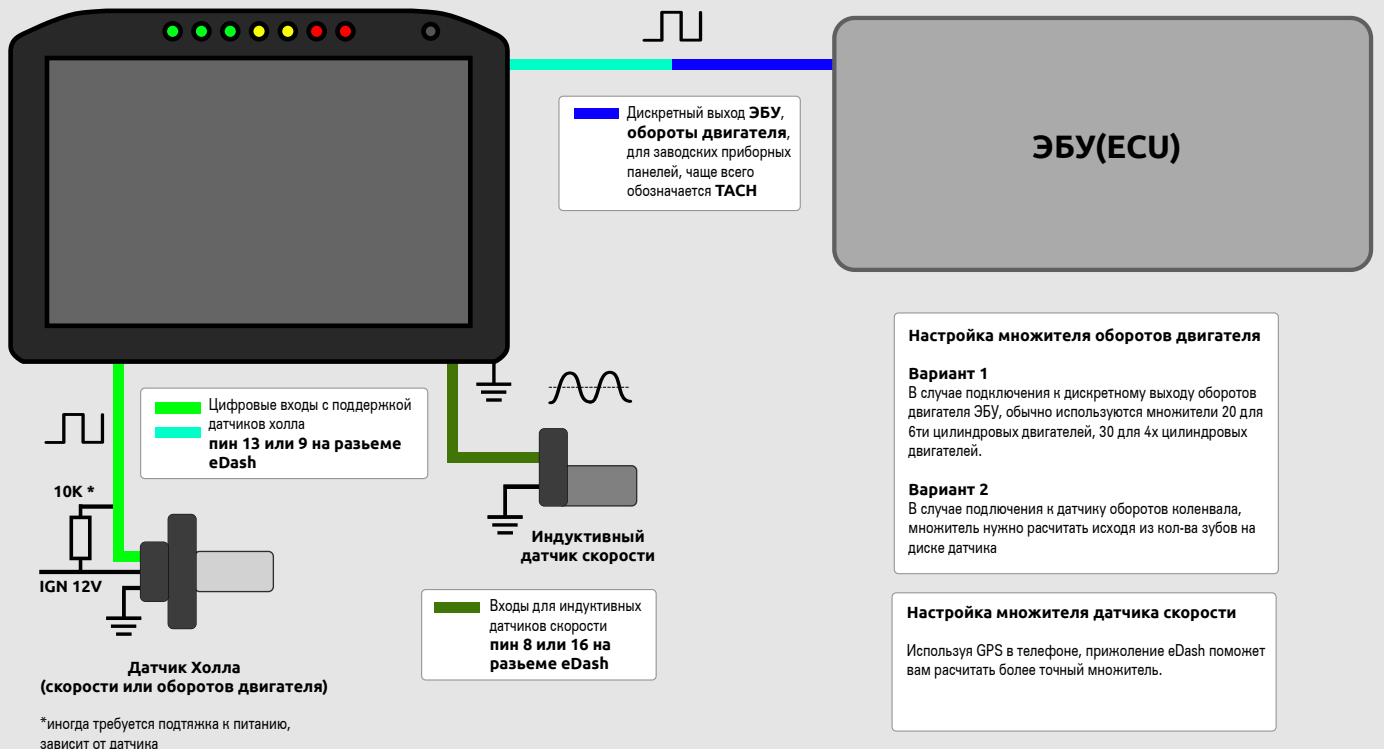 ЭБУ(ECU)
Дискретный выход ЭБУ,
обороты двигателя,
для заводских приборных
панелей, чаще всего
обозначается TACH
Цифровые входы с поддержкой
датчиков холла
пин 13 или 9 на разьеме
eDash
10K *
IGN 12V
Датчик Холла
(скорости или оборотов двигателя)
*иногда требуется подтяжка к питанию,
зависит от датчика
Индуктивный
датчик скорости
Входы для индуктивных
датчиков скорости
пин 8 или 16 на
разьеме eDash
Настройка множителя оборотов двигателя
Вариант 1
В случае подключения к дискретному выходу оборотов
двигателя ЭБУ, обычно используются множители 20 для
6ти цилиндровых двигателей, 30 для 4х цилиндровых
двигателей.
Вариант 2
В случае подлючения к датчику оборотов коленвала,
множитель нужно расчитать исходя из кол-ва зубов на
диске датчика
Настройка множителя датчика скорости
Используя GPS в телефоне, прижоление eDash поможет
вам расчитать более точный множитель.